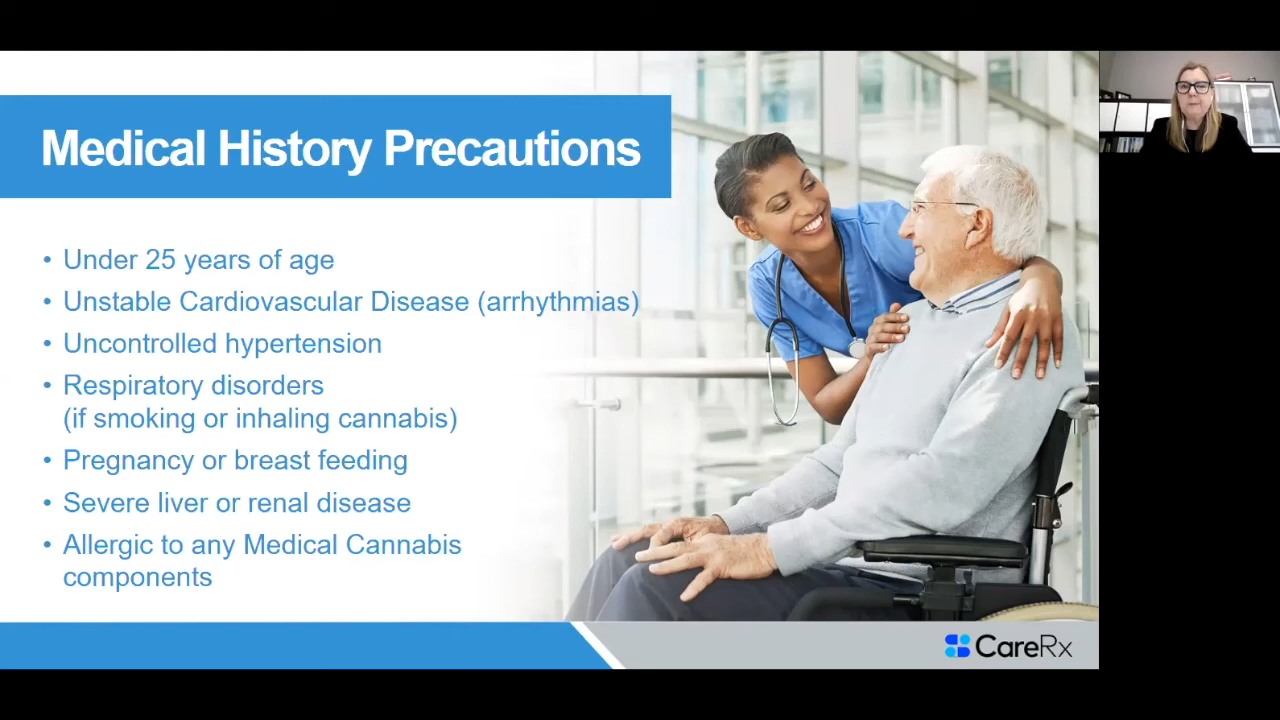 Medical History Precautions
• Under 25 years of age
• Unstable Cardiovascular Disease (arrhythmias)
• Uncontrolled hypertension
• Respiratory disorders
(if smoking or inhaling cannabis)
• Pregnancy or breast feeding
• Severe liver or renal disease
• Allergic to any Medical Cannabis
components
CareRx